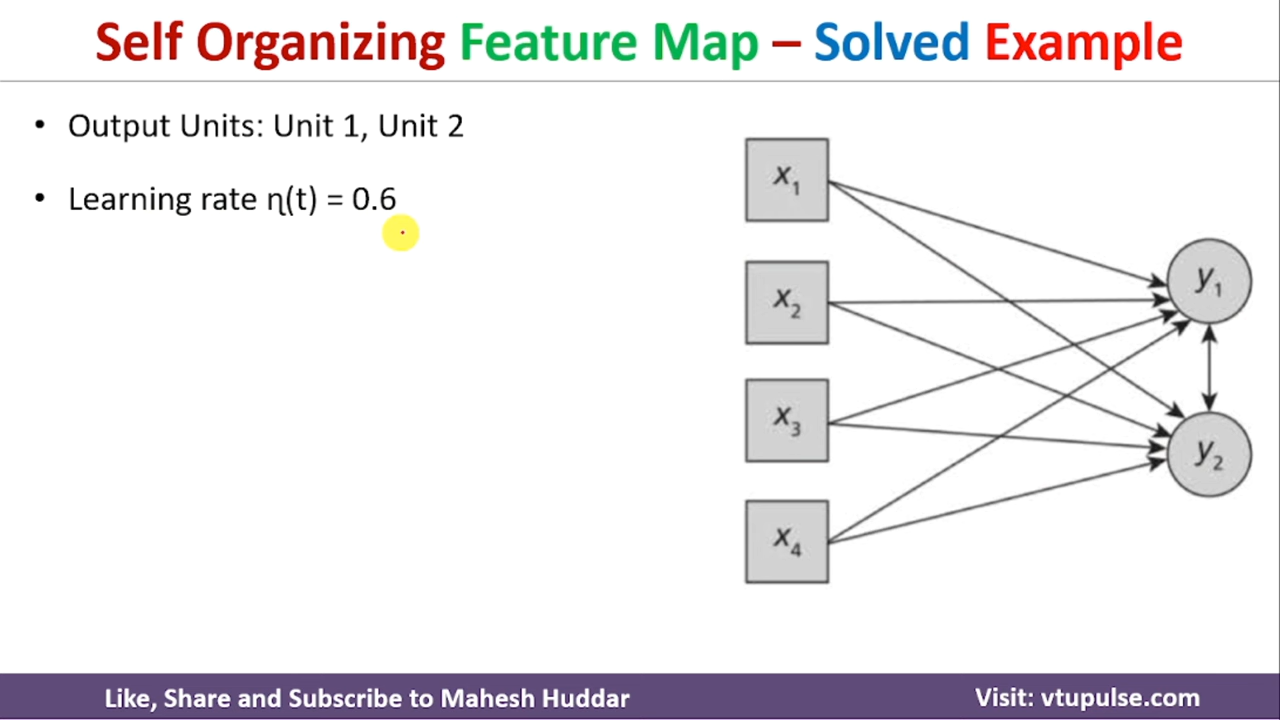 Self Organizing Feature Map – Solved Example
• Output Units: Unit 1, Unit 2
• Learning rate η(t) = 0.6
x1
x2
x3
x4
y1
y2
Like, Share and Subscribe to Mahesh Huddar
Visit: vtupulse.com